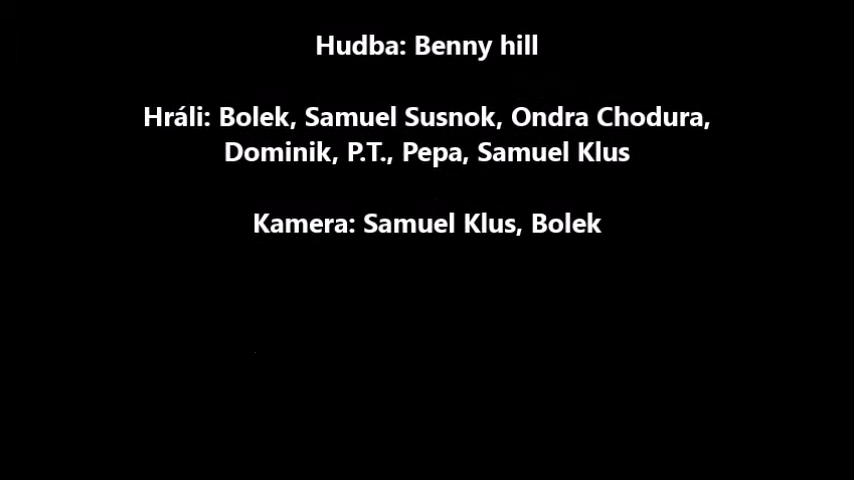 Hudba: Benny hill
Hráli: Bolek, Samuel Susnok, Ondra Chodura,
Dominik, P.T., Pepa, Samuel Klus
Kamera: Samuel Klus, Bolek